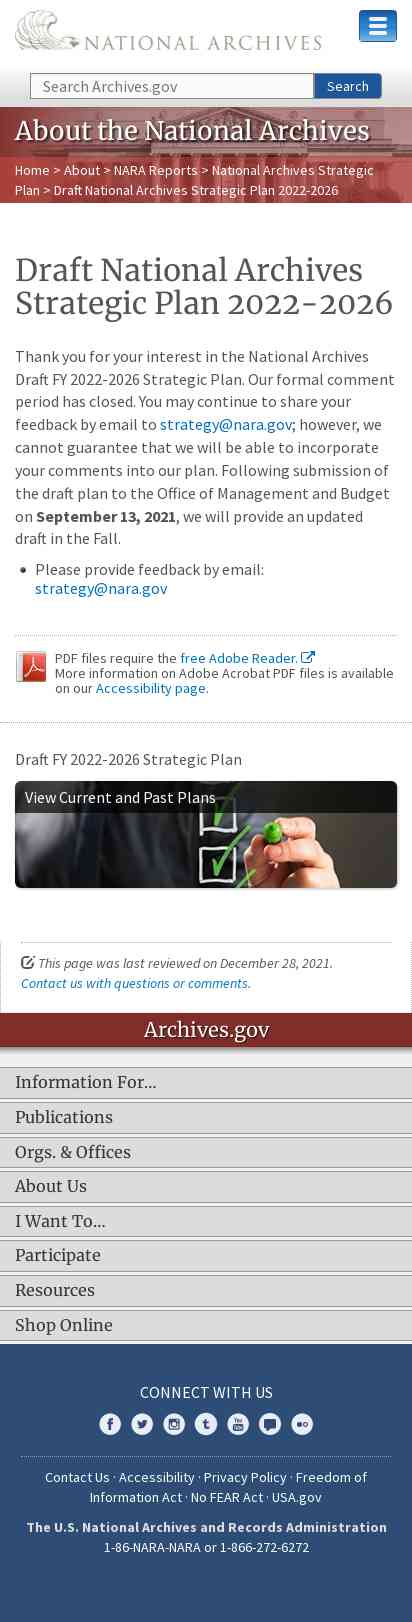 NATIONAL ARCHIVES
Search Archives.gov
Search
About the National Archives
Home > About > NARA Reports > National Archives Strategic
Plan > Draft National Archives Strategic Plan 2022-2026
Draft National Archives
Strategic Plan 2022-2026
Thank you for your interest in the National Archives
Draft FY 2022-2026 Strategic Plan. Our formal comment
period has closed. You may continue to share your
feedback by email to strategy@nara.gov; however, we
cannot guarantee that we will be able to incorporate
your comments into our plan. Following submission of
the draft plan to the Office of Management and Budget
on September 13, 2021, we will provide an updated
draft in the Fall.
• Please provide feedback by email:
strategy@nara.gov
PDF files require the free Adobe Reader.
More information on Adobe Acrobat PDF files is available
on our Accessibility page.
Draft FY 2022-2026 Strategic Plan
View Current and Past Plans
This page was last reviewed on December 28, 2021.
Contact us with questions or comments.
Archives.gov
Information For…
Publications
Orgs. & Offices
About Us
I Want To…
Participate
Resources
Shop Online
CONNECT WITH US
Contact Us · Accessibility · Privacy Policy · Freedom of
Information Act · No FEAR Act · USA.gov
The U.S. National Archives and Records Administration
1-86-NARA-NARA or 1-866-272-6272